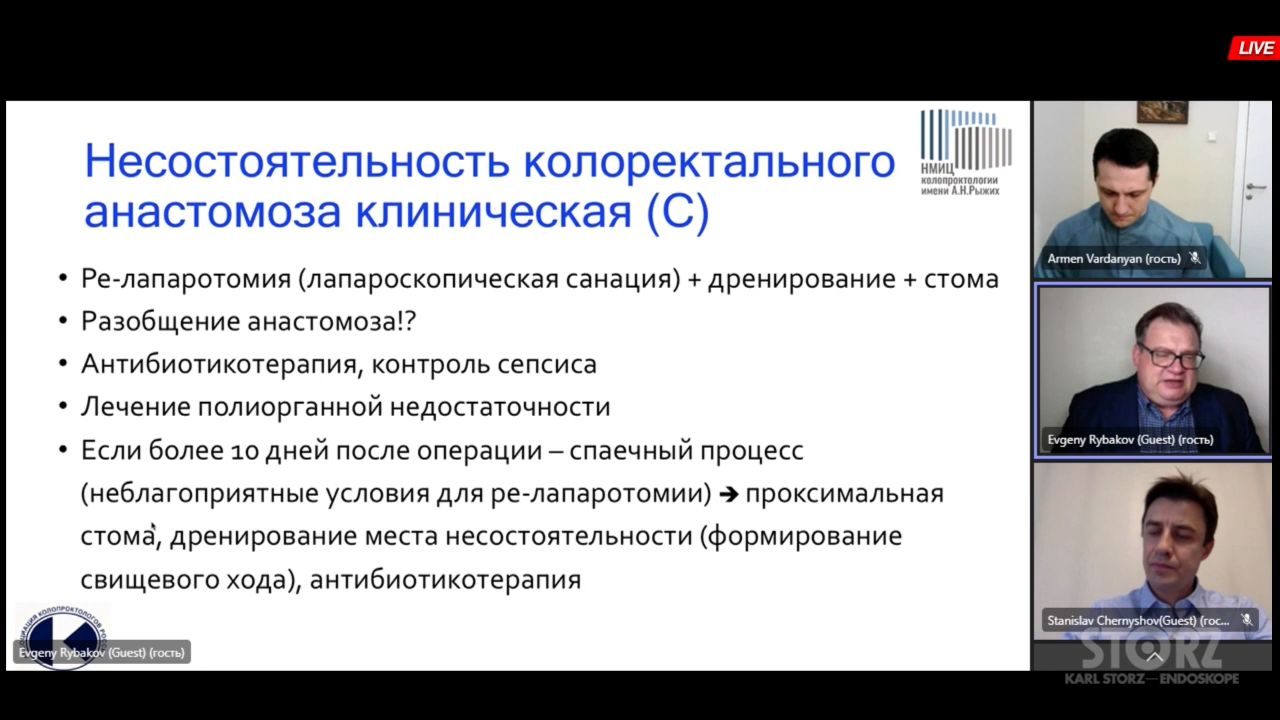 LIVE
Несостоятельность колоректального
анастомоза клиническая (С)
НМИЦ
колопроктологии
имени А.Н.Рыжих
• Ре-лапаротомия (лапароскопическая санация) + дренирование + стома
• Разобщение анастомоза!?
• Антибиотикотерапия, контроль сепсиса
• Лечение полиорганной недостаточности
• Если более 10 дней после операции – спаечный процесс
(неблагоприятные условия для ре-лапаротомии) ➔ проксимальная
стома, дренирование места несостоятельности (формирование
свищевого хода), антибиотикотерапия
Evgeny Rybakov (Guest) (гость)
Armen Vardanyan (гость)
Evgeny Rybakov (Guest) (гость)
Stanislav Chernyshov(Guest) (гос...
STORZ
KARL STORZ—ENDOSKOPE